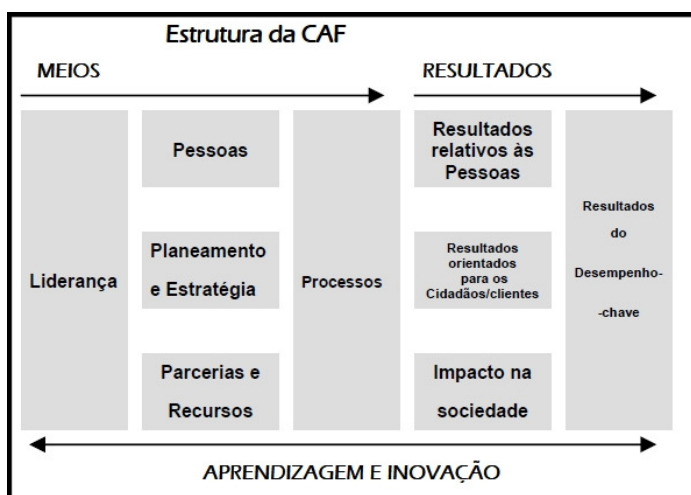 Estrutura da CAF
MEIOS
RESULTADOS
Liderança
Pessoas
Planeamento
e Estratégia
Parcerias e
Recursos
Processos
Resultados
relativos às
Pessoas
Resultados
orientados
para os
Cidadãos/clientes
Impacto na
sociedade
Resultados
do
Desempenho-
-chave
APRENDIZAGEM E INOVAÇÃO